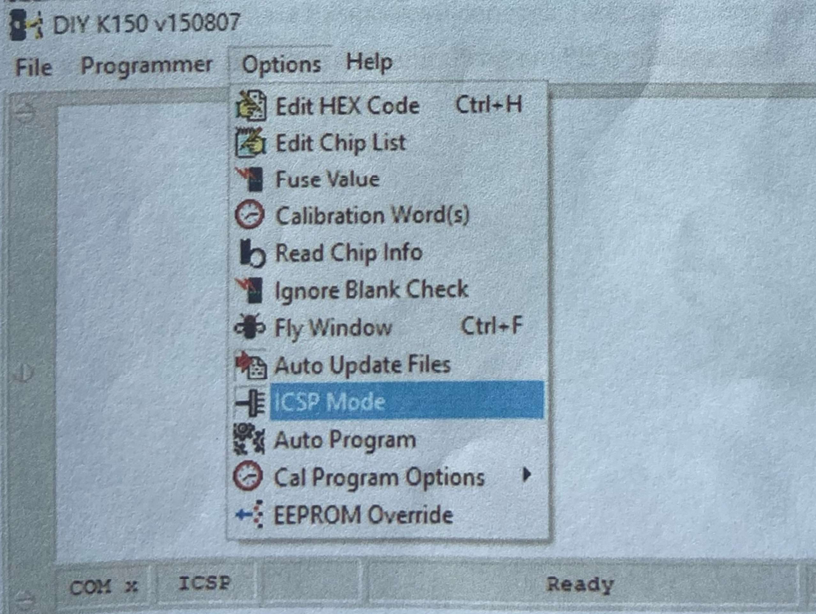 DIY K150 v150807
File Programmer Options Help
Edit HEX Code Ctrl+H
Edit Chip List
Fuse Value
Calibration Word(s)
Read Chip Info
Ignore Blank Check
Fly Window Ctrl+F
Auto Update Files
ICSP Mode
Auto Program
Cal Program Options
EEPROM Override
COM x ICSP Ready